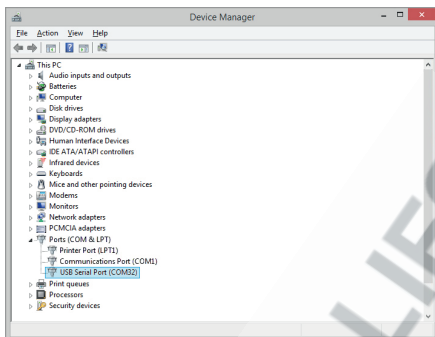 Device Manager
File Action View Help
This PC
Audio inputs and outputs
Batteries
Computer
Disk drives
Display adapters
DVD/CD-ROM drives
Human Interface Devices
IDE ATA/ATAPI controllers
Infrared devices
Keyboards
Mice and other pointing devices
Modems
Monitors
Network adapters
PCMCIA adapters
Ports (COM & LPT)
Printer Port (LPT1)
Communications Port (COM1)
USB Serial Port (COM32)
Print queues
Processors
Security devices